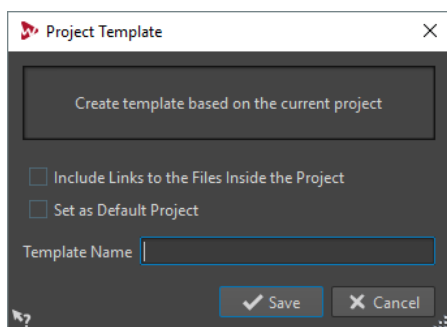 Project Template
Create template based on the current project
Include Links to the Files Inside the Project
Set as Default Project
Template Name
Save Cancel